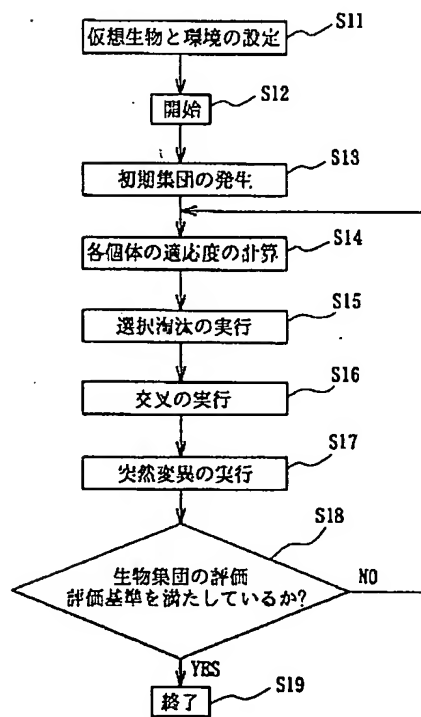 S11
仮想生物と環境の設定
S12
開始
S13
初期集団の発生
S14
各個体の適応度の計算
S15
選択淘汰の実行
S16
交叉の実行
S17
突然変異の実行
S18
生物集団の評価
評価基準を満たしているか?
NO
YES
S19
終了